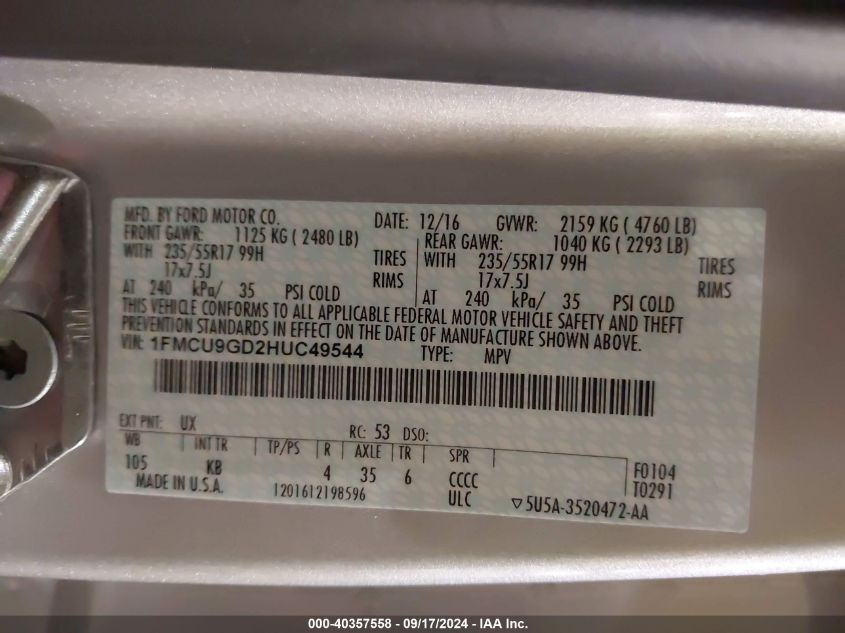 MFD. BY FORD MOTOR CO. DATE: 12/16 GVWR: 2159 KG ( 4760 LB)
FRONT GAWR: 1125 KG ( 2480 LB) REAR GAWR: 1040 KG ( 2293 LB)
WITH 235/55R17 99H TIRES WITH 235/55R17 99H TIRES
17x7.5J RIMS 17x7.5J RIMS
AT 240 kPa/ 35 PSI COLD AT 240 kPa/ 35 PSI COLD
THIS VEHICLE CONFORMS TO ALL APPLICABLE FEDERAL MOTOR VEHICLE SAFETY AND THEFT
PREVENTION STANDARDS IN EFFECT ON THE DATE OF MANUFACTURE SHOWN ABOVE.
VIN: 1FMCU9GD2HUC49544 TYPE: MPV
EXT PNT: UX RC: 53 DSO:
WB INT TR TP/PS R AXLE TR SPR
105 KB 4 35 6 CCCC F0104
MADE IN U.S.A. 1201612198596 ULC T0291
▽5U5A-3520472-AA
000-40357558 - 09/17/2024 - IAA Inc.